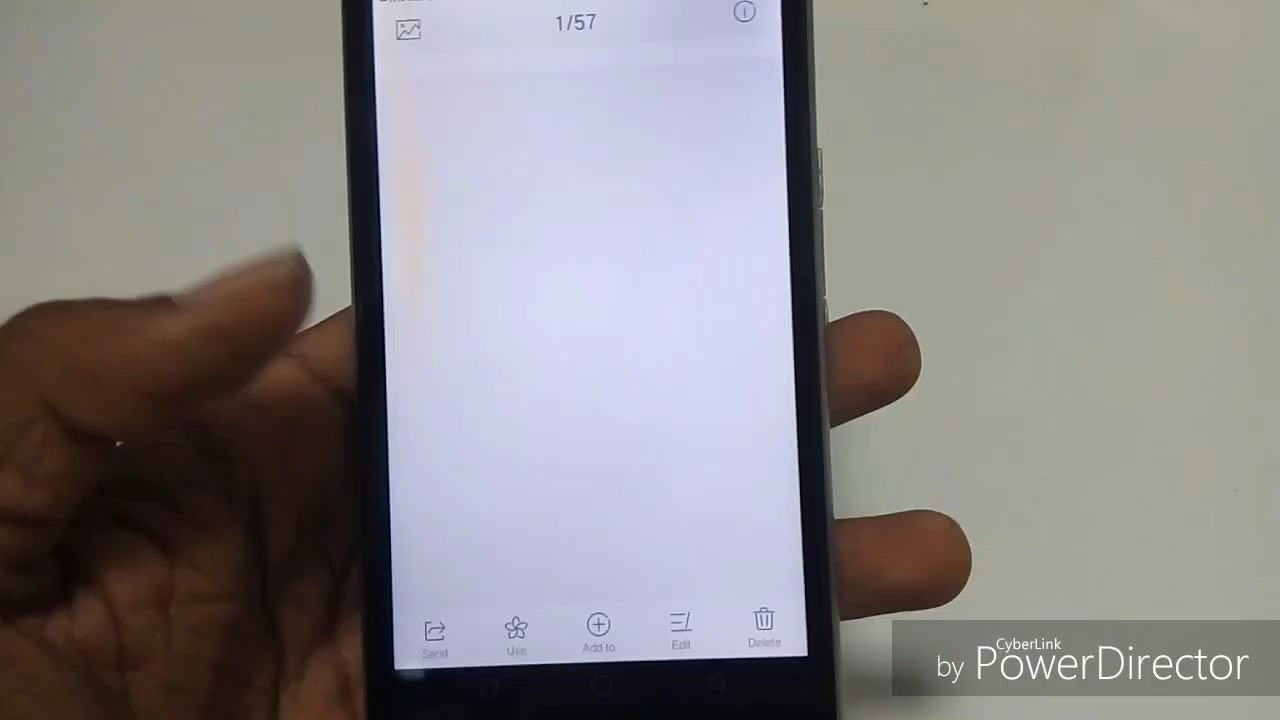 1/57
Send
Use
Add to
Edit
Delete
CyberLink
by PowerDirector